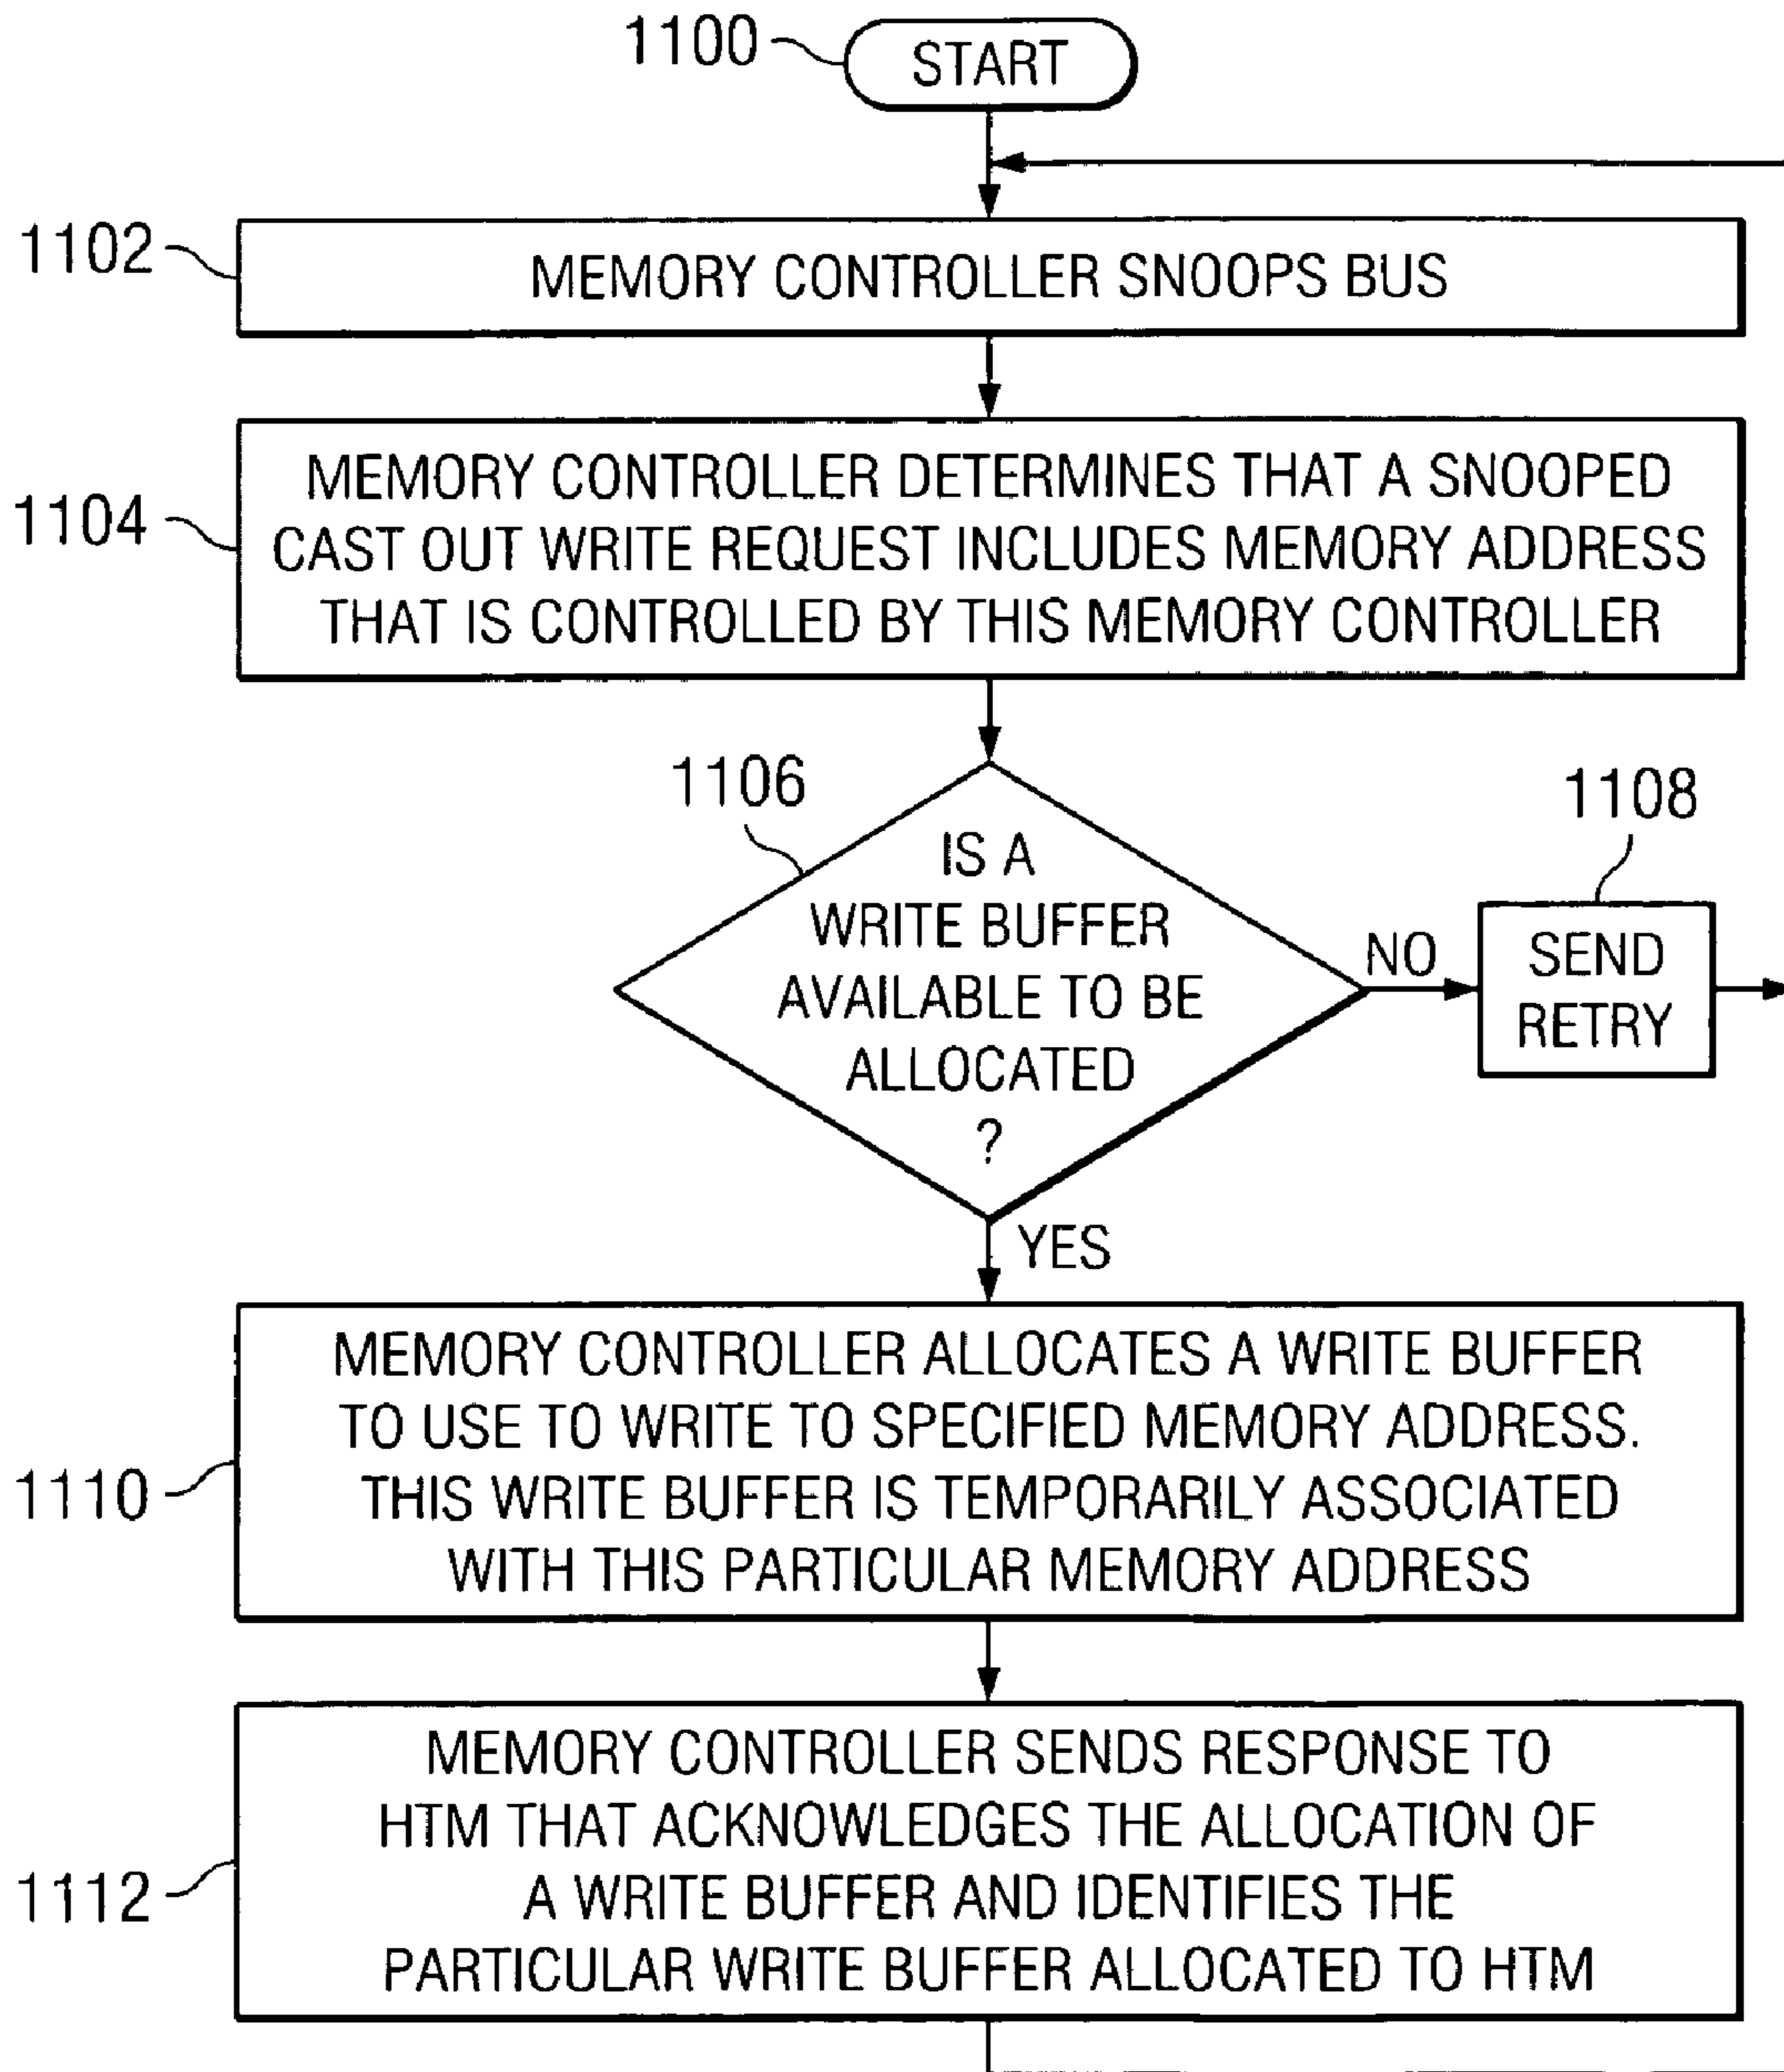 1100
START
1102
MEMORY CONTROLLER SNOOPS BUS
1104
MEMORY CONTROLLER DETERMINES THAT A SNOOPED
CAST OUT WRITE REQUEST INCLUDES MEMORY ADDRESS
THAT IS CONTROLLED BY THIS MEMORY CONTROLLER
1106
IS A
WRITE BUFFER
AVAILABLE TO BE
ALLOCATED
?
NO
1108
SEND
RETRY
YES
1110
MEMORY CONTROLLER ALLOCATES A WRITE BUFFER
TO USE TO WRITE TO SPECIFIED MEMORY ADDRESS.
THIS WRITE BUFFER IS TEMPORARILY ASSOCIATED
WITH THIS PARTICULAR MEMORY ADDRESS
1112
MEMORY CONTROLLER SENDS RESPONSE TO
HTM THAT ACKNOWLEDGES THE ALLOCATION OF
A WRITE BUFFER AND IDENTIFIES THE
PARTICULAR WRITE BUFFER ALLOCATED TO HTM